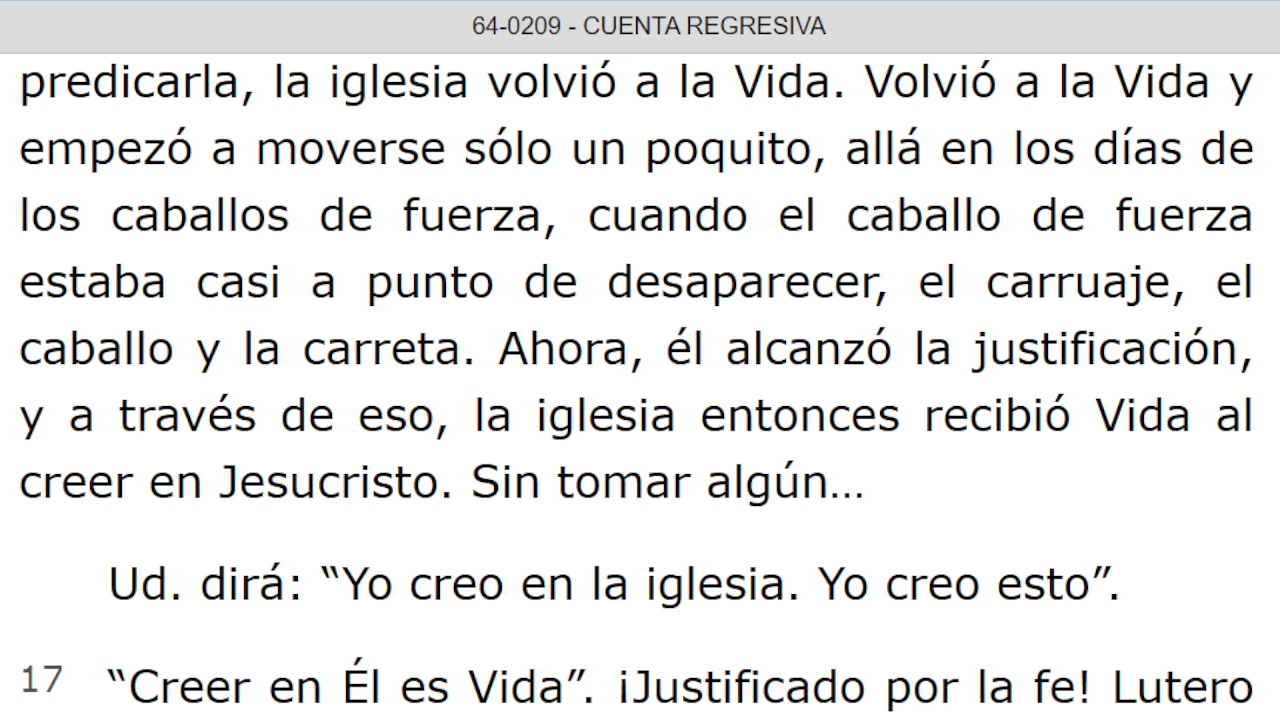 64-0209 - CUENTA REGRESIVA
predicarla, la iglesia volvió a la Vida. Volvió a la Vida y
empezó a moverse sólo un poquito, allá en los días de
los caballos de fuerza, cuando el caballo de fuerza
estaba casi a punto de desaparecer, el carruaje, el
caballo y la carreta. Ahora, él alcanzó la justificación,
y a través de eso, la iglesia entonces recibió Vida al
creer en Jesucristo. Sin tomar algún...
Ud. dirá: “Yo creo en la iglesia. Yo creo esto”.
17 “Creer en Él es Vida”. ¡Justificado por la fe! Lutero